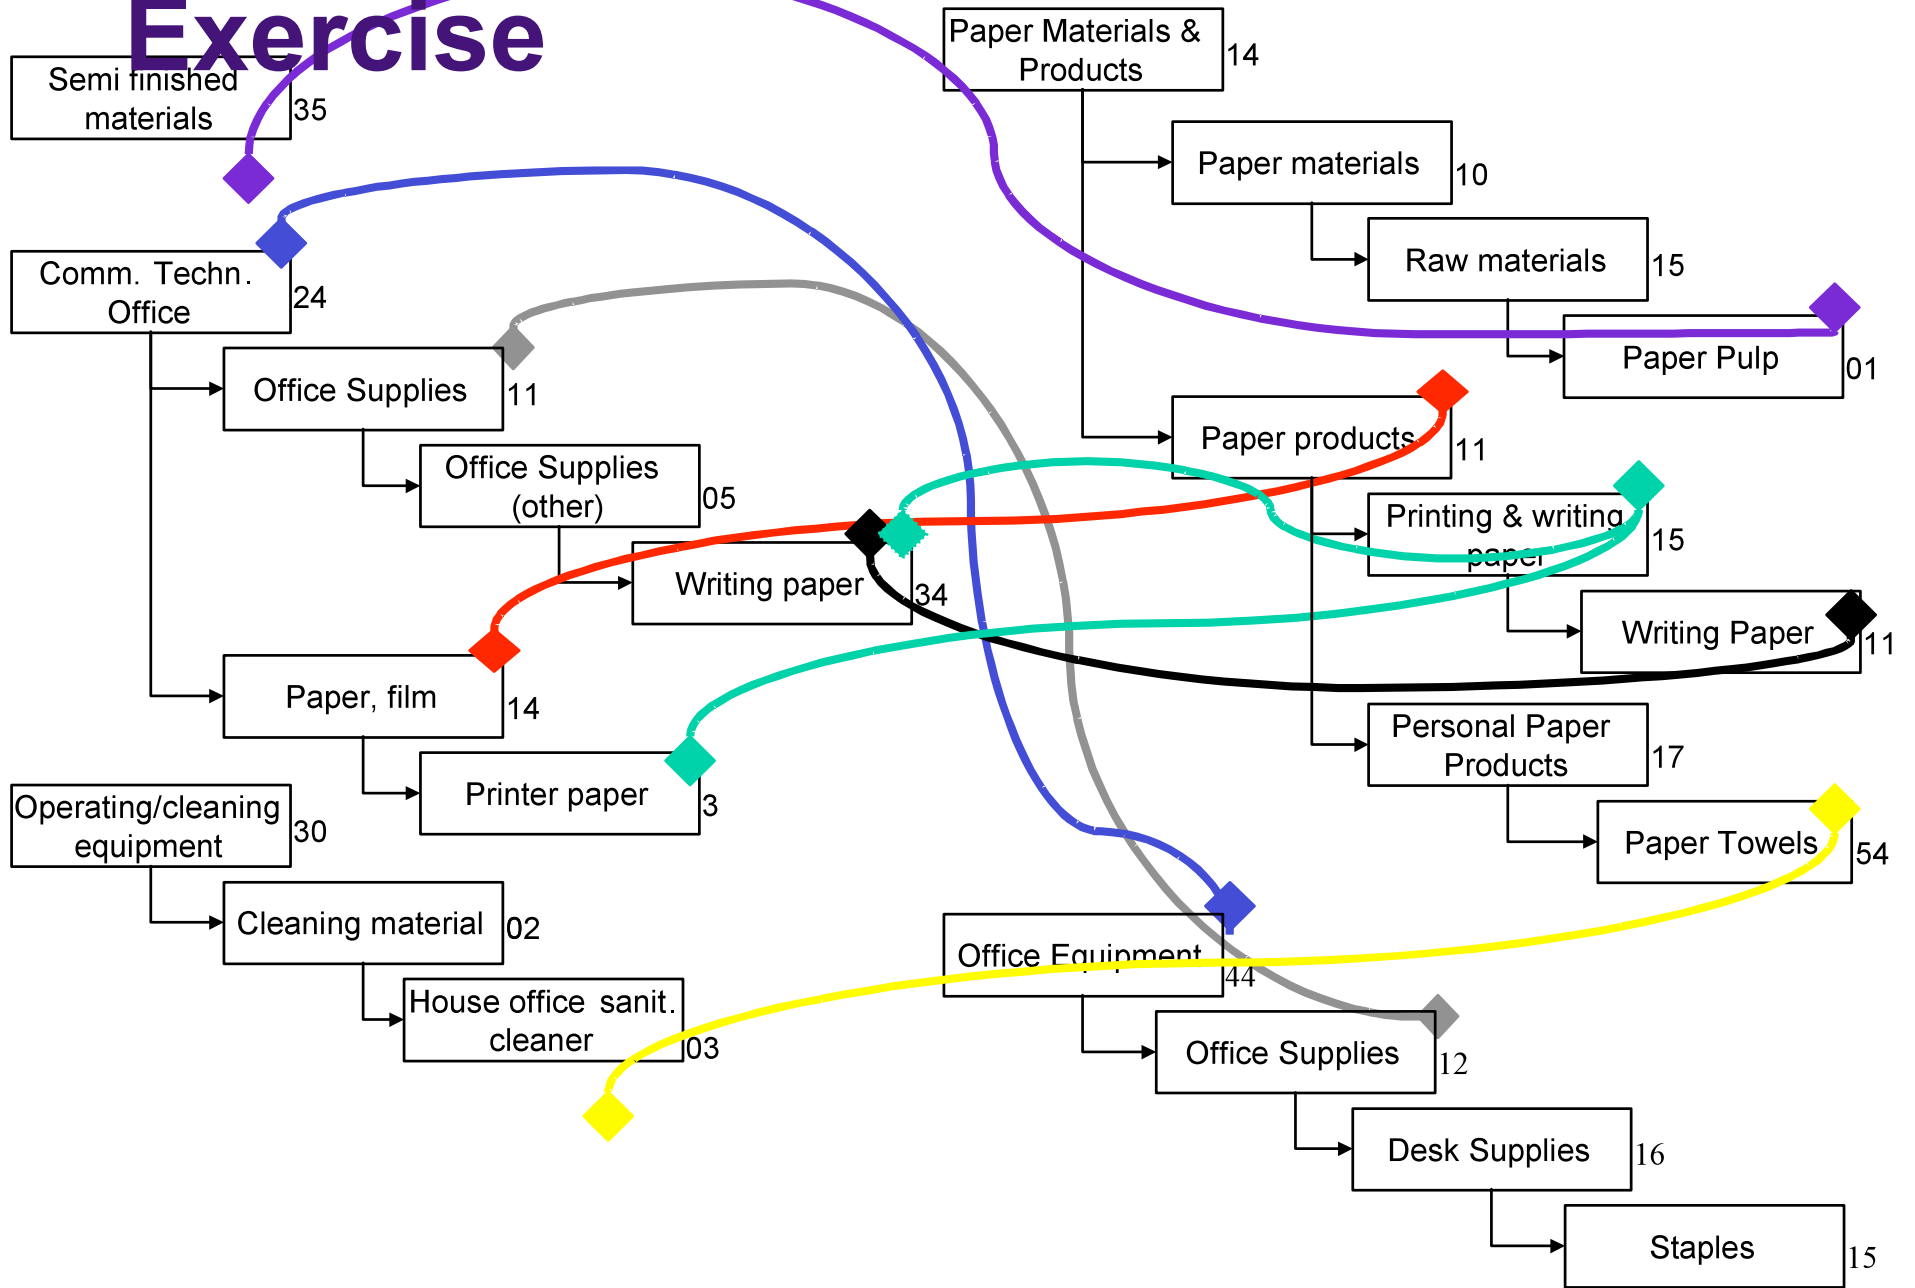 Exercise
Semi finished
materials
35
Comm. Techn.
Office
24
Office Supplies
11
Office Supplies
(other)
05
Writing paper
34
Paper, film
14
Printer paper
3
Operating/cleaning
equipment
30
Cleaning material
02
House office sanit.
cleaner
03
Paper Materials &
Products
14
Paper materials
10
Raw materials
15
Paper Pulp
01
Paper products
11
Printing & writing
paper
15
Writing Paper
11
Personal Paper
Products
17
Paper Towels
54
Office Equipment
44
Office Supplies
12
Desk Supplies
16
Staples
15